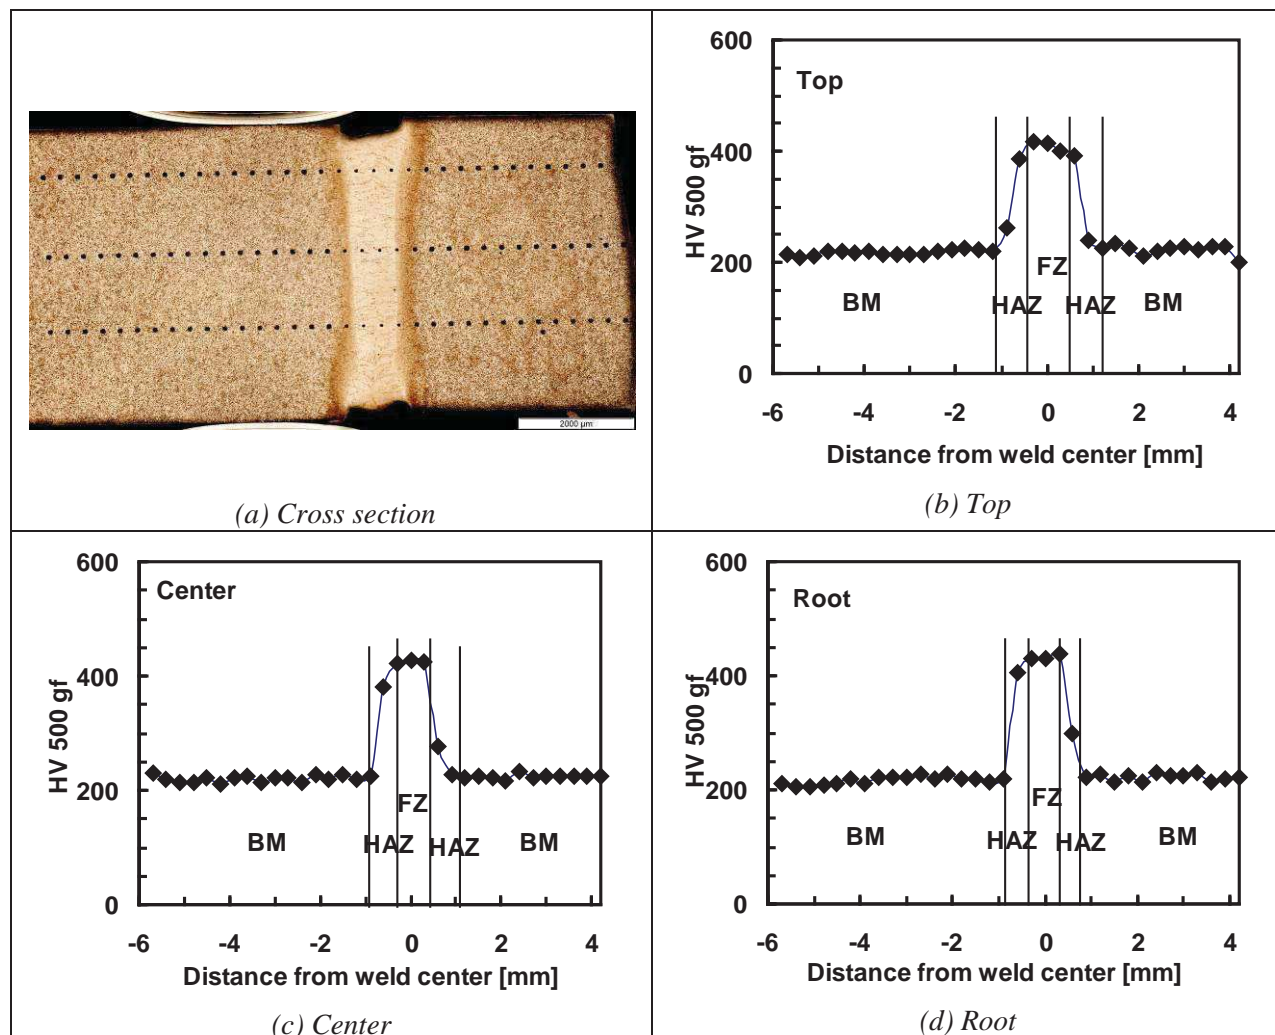 2000 µm
(a) Cross section
600
400
200
0
HV 500 gf
Top
FZ
HAZ HAZ
BM BM
-6 -4 -2 0 2 4
Distance from weld center [mm]
(b) Top
600
400
200
0
HV 500 gf
Center
FZ
BM HAZ HAZ BM
-6 -4 -2 0 2 4
Distance from weld center [mm]
(c) Center
600
400
200
0
HV 500 gf
Root
FZ
BM HAZ HAZ BM
-6 -4 -2 0 2 4
Distance from weld center [mm]
(d) Root